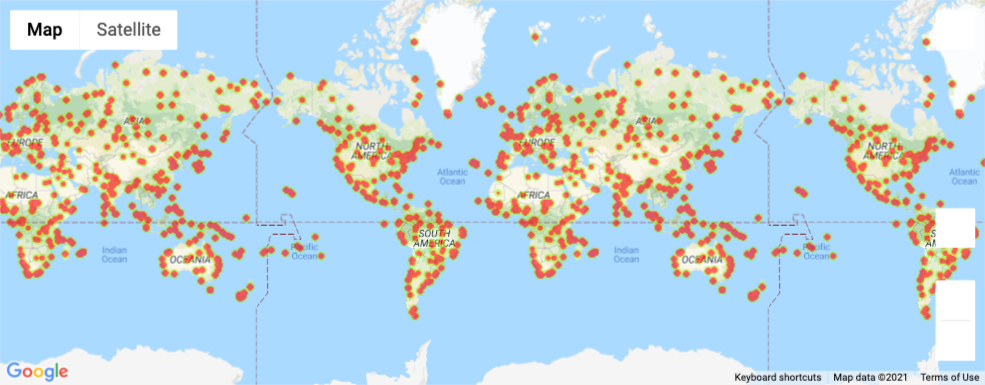 Map
Satellite
ASIA
EUROPE
NORTH
AMERICA
AFRICA
Atlantic
Ocean
SOUTH
AMERICA
Indian
Ocean
OCEANIA
Pacific
Ocean
ASIA
EUROPE
NORTH
AMERICA
Atlantic
Ocean
AFRICA
Indian
Ocean
OCEANIA
Pacific
Ocean
Google
Keyboard shortcuts
Map data ©2021
Terms of Use